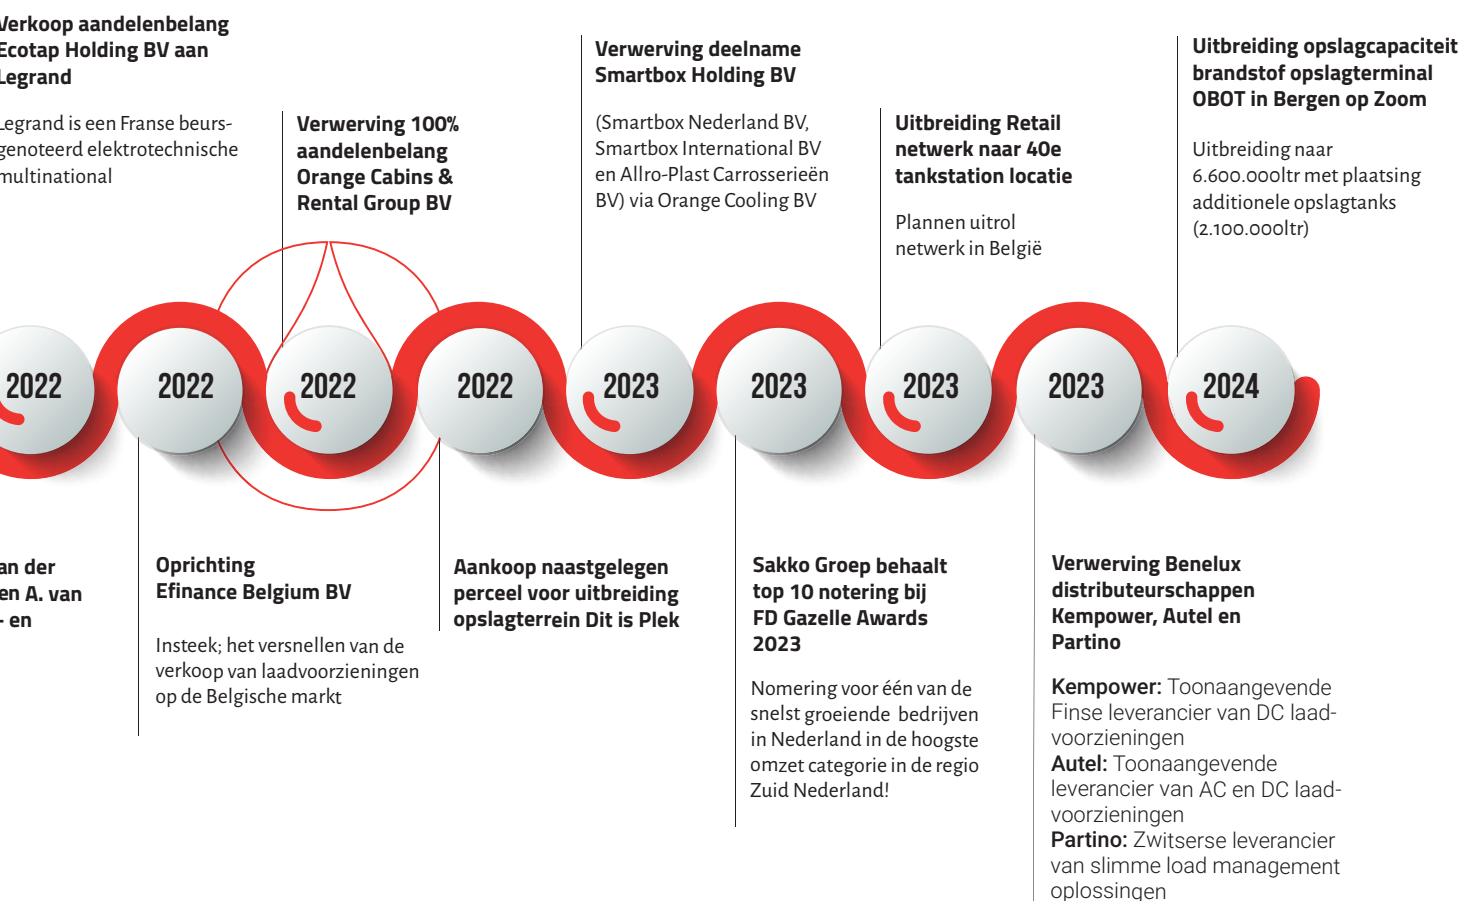 Verkoop aandelenbelang
Ecotap Holding BV aan
Legrand
Legrand is een Franse beurs-
genoteerd elektrotechnische
multinational
Verwerving 100%
aandelenbelang
Orange Cabins &
Rental Group BV
Verwerving deelname
Smartbox Holding BV
(Smartbox Nederland BV,
Smartbox International BV
en Allro-Plast Carrosserieën
BV) via Orange Cooling BV
Uitbreiding Retail
netwerk naar 40e
tankstation locatie
Plannen uitrol
netwerk in België
Uitbreiding opslagcapaciteit
brandstof opslagterminal
OBOT in Bergen op Zoom
Uitbreiding naar
6.600.000ltr met plaatsing
additionele opslagtanks
(2.100.000ltr)
2022
2022
2022
2022
2023
2023
2023
2023
2024
an der
en A. van
- en
Oprichting
Efinance Belgium BV
Insteek; het versnellen van de
verkoop van laadvoorzieningen
op de Belgische markt
Aankoop naastgelegen
perceel voor uitbreiding
opslagterrein Dit is Plek
Sakko Groep behaalt
top 10 notering bij
FD Gazelle Awards
2023
Nomering voor één van de
snelst groeiende bedrijven
in Nederland in de hoogste
omzet categorie in de regio
Zuid Nederland!
Verwerving Benelux
distributeurschappen
Kempower, Autel en
Partino
Kempower: Toonaangevende
Finse leverancier van DC laad-
voorzieningen
Autel: Toonaangevende
leverancier van AC en DC laad-
voorzieningen
Partino: Zwitserse leverancier
van slimme load management
oplossingen